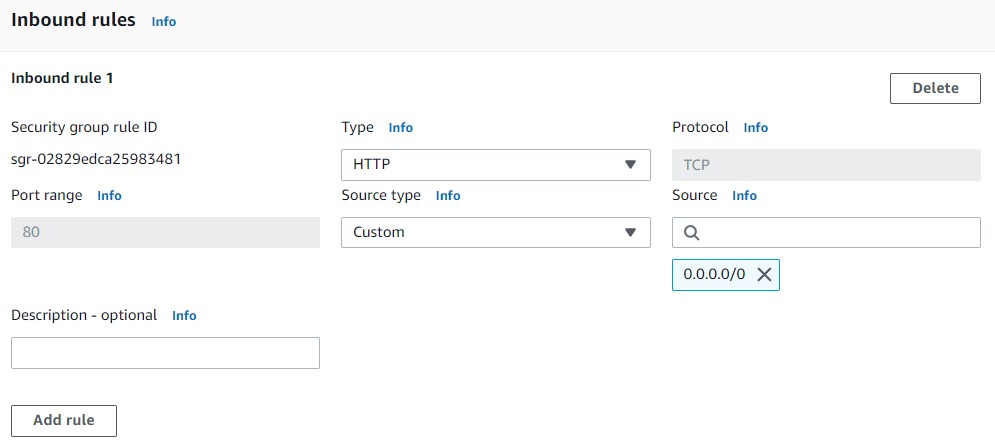 Inbound rules Info
Inbound rule 1
Delete
Security group rule ID Type Info Protocol Info
sgr-02829edca25983481 HTTP TCP
Port range Info Source type Info Source Info
80 Custom
0.0.0.0/0
Description - optional Info
Add rule